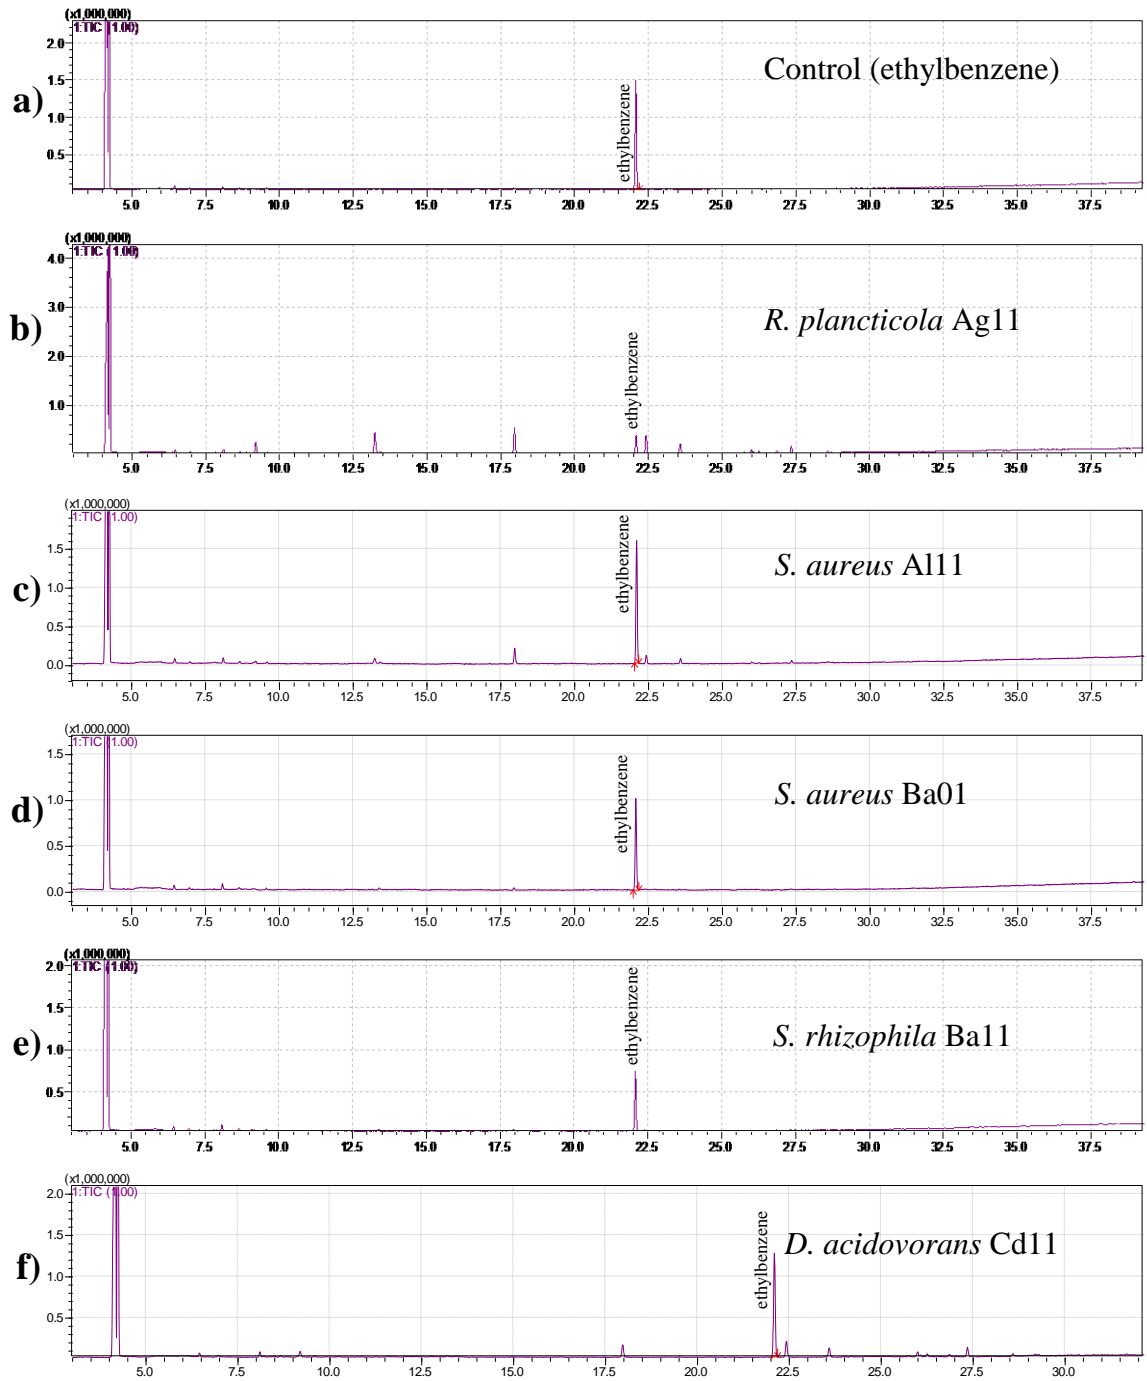 (x1,000,000)
1:TIC (1.00)
2.0
1.5
1.0
0.5
a)
Control (ethylbenzene)
ethylbenzene
5.0 7.5 10.0 12.5 15.0 17.5 20.0 22.5 25.0 27.5 30.0 32.5 35.0 37.5
(x1,000,000)
1:TIC (1.00)
4.0
3.0
2.0
1.0
b)
R. plancticola Ag11
ethylbenzene
5.0 7.5 10.0 12.5 15.0 17.5 20.0 22.5 25.0 27.5 30.0 32.5 35.0 37.5
(x1,000,000)
1:TIC (1.00)
1.5
1.0
0.5
0.0
c)
S. aureus Al11
ethylbenzene
5.0 7.5 10.0 12.5 15.0 17.5 20.0 22.5 25.0 27.5 30.0 32.5 35.0 37.5
(x1,000,000)
1:TIC (1.00)
1.5
1.0
0.5
0.0
d)
S. aureus Ba01
ethylbenzene
5.0 7.5 10.0 12.5 15.0 17.5 20.0 22.5 25.0 27.5 30.0 32.5 35.0 37.5
(x1,000,000)
1:TIC (1.00)
2.0
1.5
1.0
0.5
e)
S. rhizophila Ba11
ethylbenzene
5.0 7.5 10.0 12.5 15.0 17.5 20.0 22.5 25.0 27.5 30.0 32.5 35.0 37.5
(x1,000,000)
1:TIC (1.00)
2.0
1.5
1.0
0.5
f)
D. acidovorans Cd11
ethylbenzene
5.0 7.5 10.0 12.5 15.0 17.5 20.0 22.5 25.0 27.5 30.0